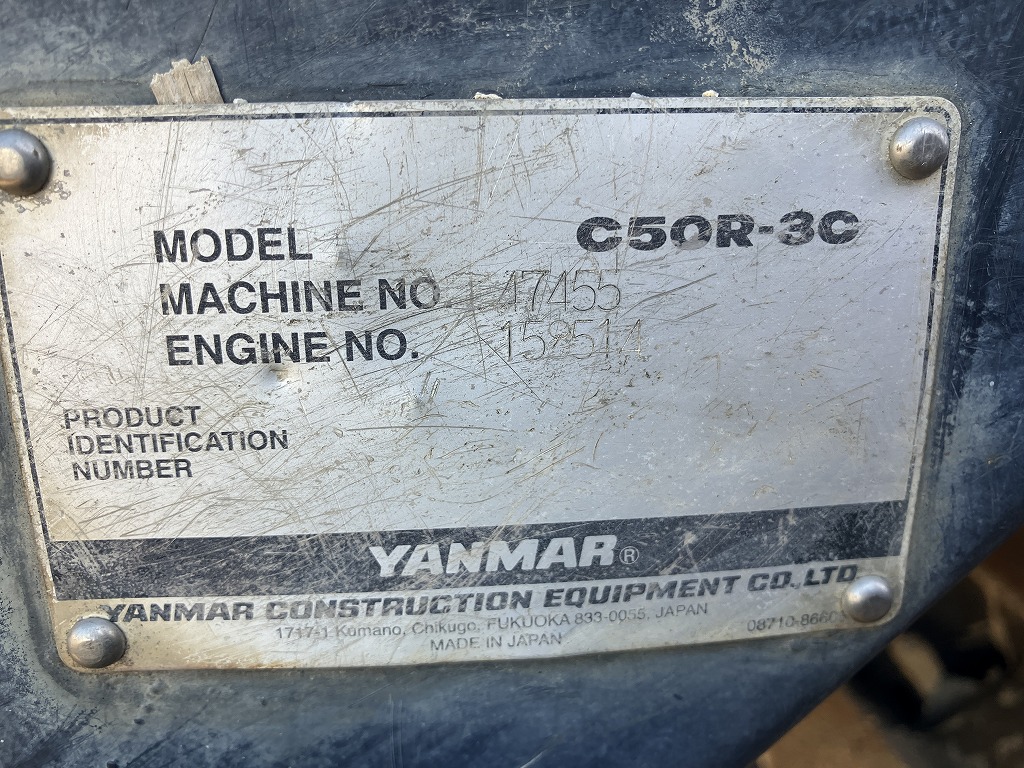 MODEL C50R-3C
MACHINE NO. 47455
ENGINE NO.
PRODUCT
IDENTIFICATION
NUMBER
YANMAR®
YANMAR CONSTRUCTION EQUIPMENT CO.,LTD.
1717-1 Kumano, Chikugo, FUKUOKA 833-0055, JAPAN
MADE IN JAPAN